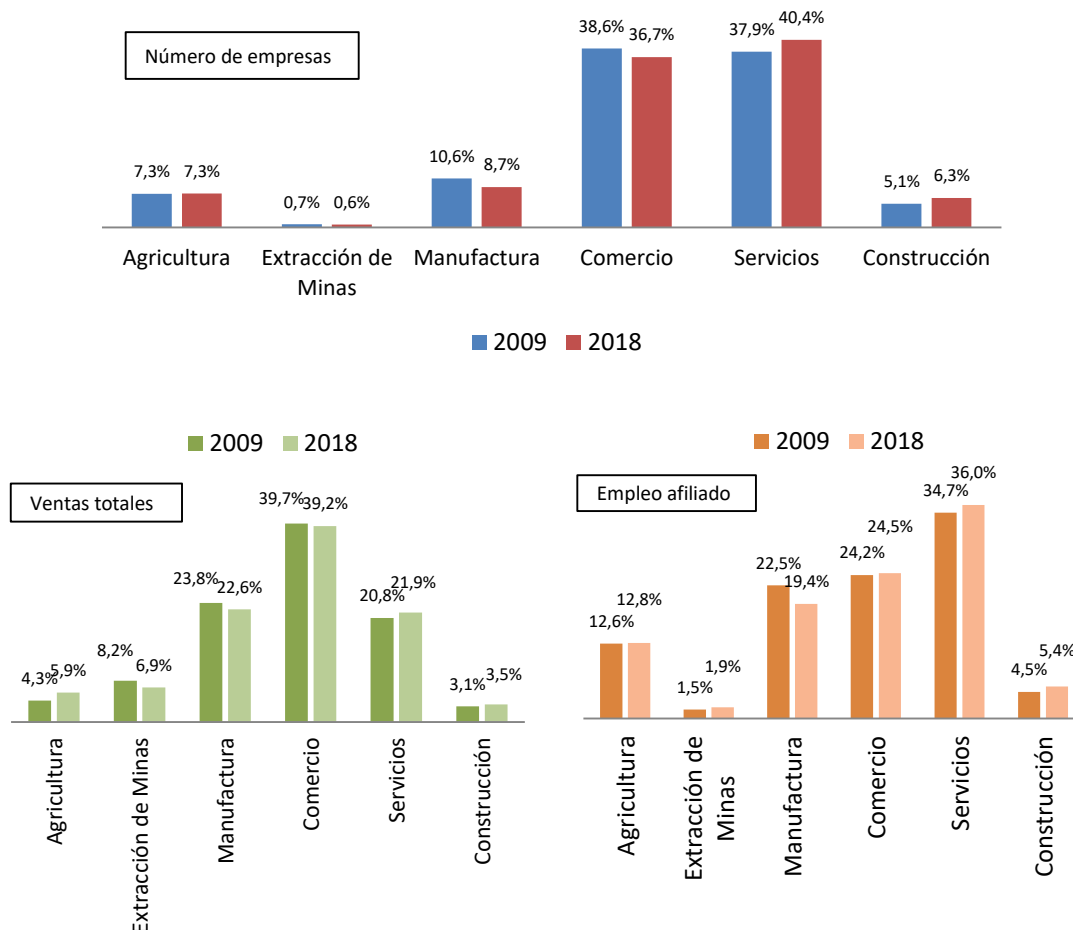 Número de empresas
38,6%
36,7%
37,9%
40,4%
7,3%
7,3%
0,7%
0,6%
10,6%
8,7%
5,1%
6,3%
Agricultura
Extracción de
Minas
Manufactura
Comercio
Servicios
Construcción
2009
2018
2009
2018
Ventas totales
4,3%
5,9%
8,2%
6,9%
23,8%
22,6%
39,7%
39,2%
20,8%
21,9%
3,1%
3,5%
Agricultura
Extracción de Minas
Manufactura
Comercio
Servicios
Construcción
2009
2018
Empleo afiliado
12,6%
12,8%
1,5%
1,9%
22,5%
19,4%
24,2%
24,5%
34,7%
36,0%
4,5%
5,4%
Agricultura
Extracción de
Minas
Manufactura
Comercio
Servicios
Construcción